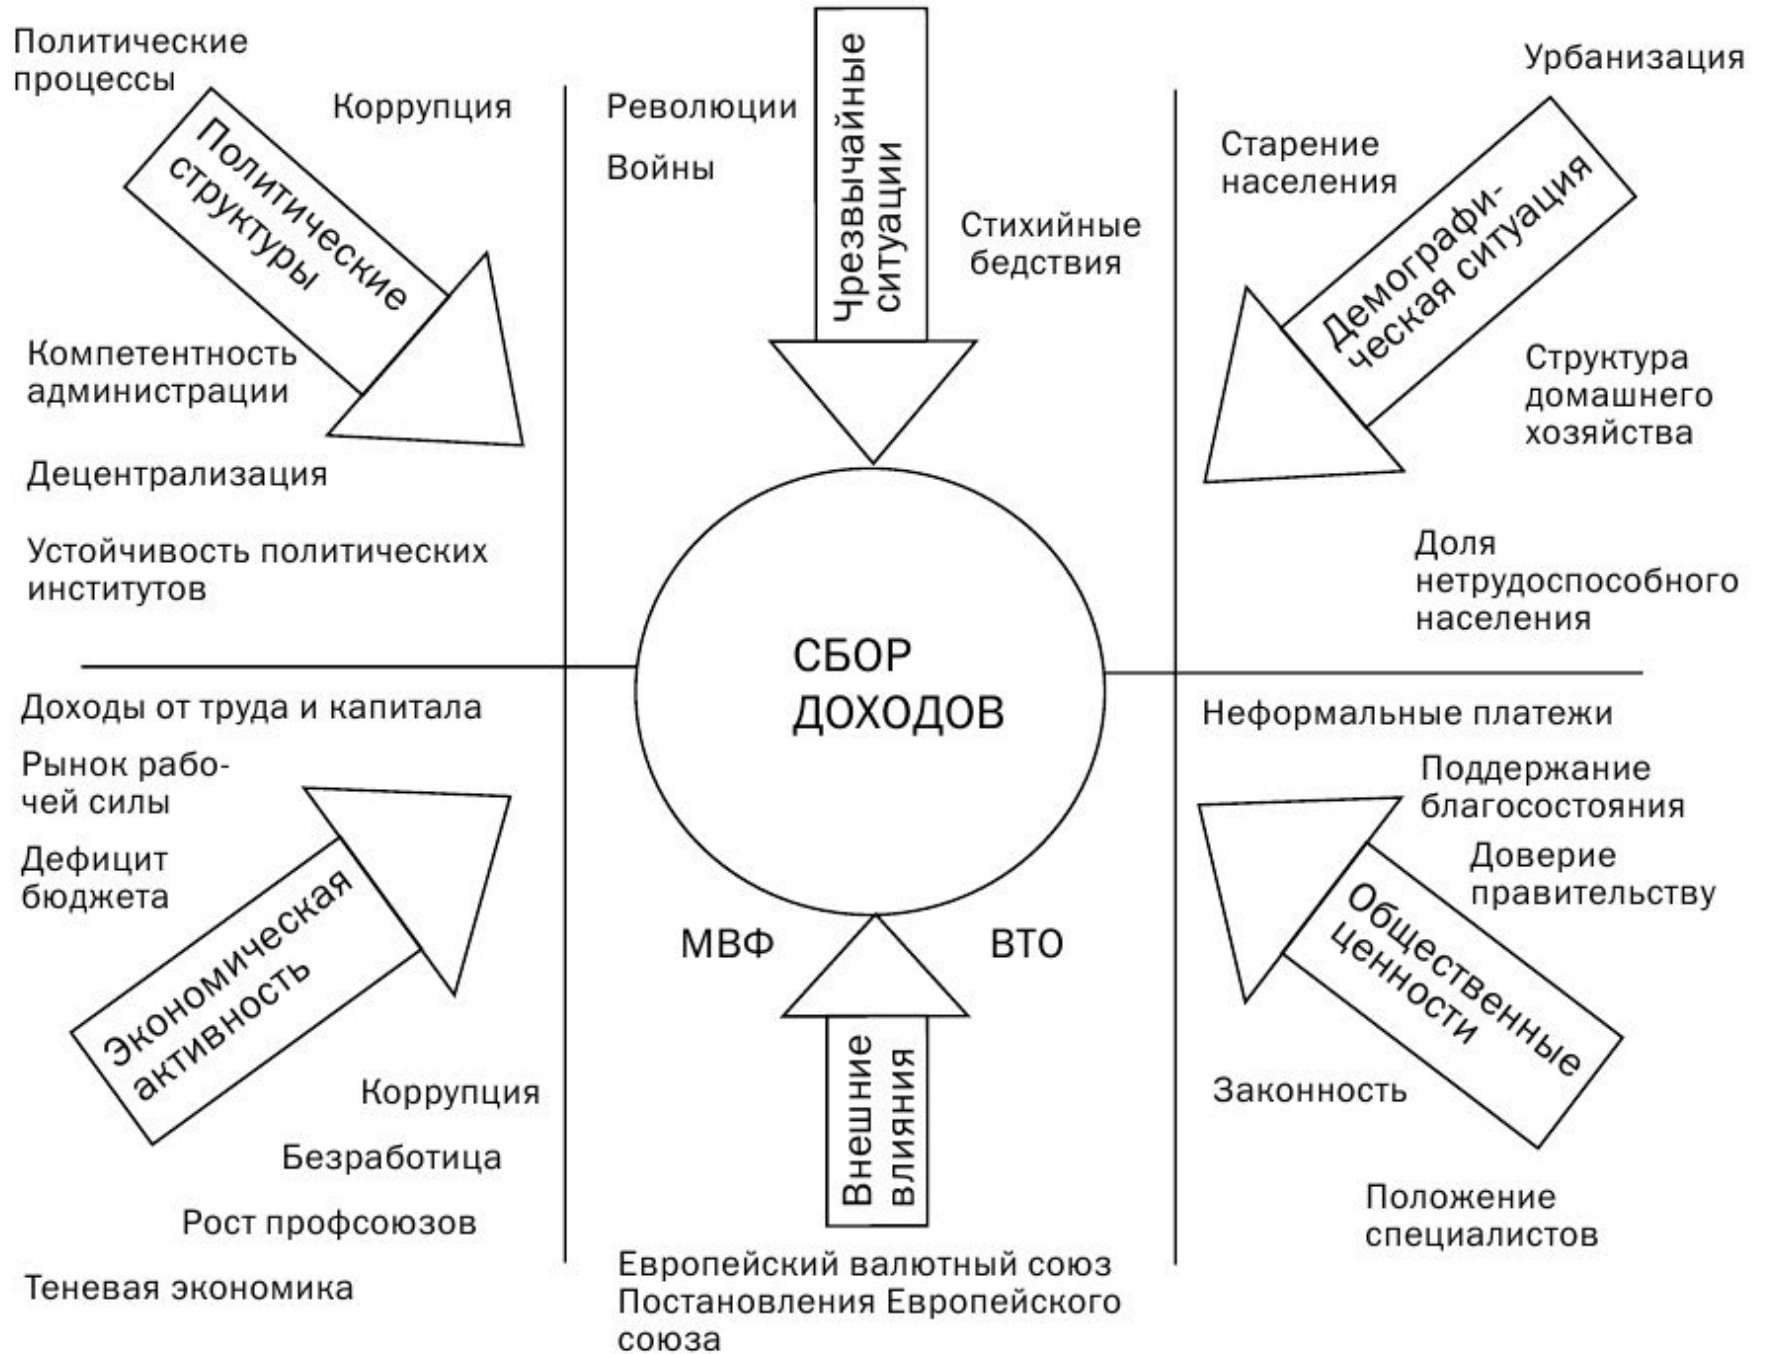 Политические
процессы
Коррупция
Политические
структуры
Компетентность
администрации
Децентрализация
Устойчивость политических
институтов
Революции
Войны
Чрезвычайные
ситуации
Стихийные
бедствия
Урбанизация
Старение
населения
Демографи-
ческая ситуация
Структура
домашнего
хозяйства
Доля
нетрудоспособного
населения
СБОР
ДОХОДОВ
Доходы от труда и капитала
Рынок рабо-
чей силы
Дефицит
бюджета
Экономическая
активность
Коррупция
Безработица
Рост профсоюзов
Теневая экономика
МВФ
ВТО
Внешние
влияния
Европейский валютный союз
Постановления Европейского
союза
Неформальные платежи
Поддержание
благосостояния
Доверие
правительству
Общественные
ценности
Законность
Положение
специалистов